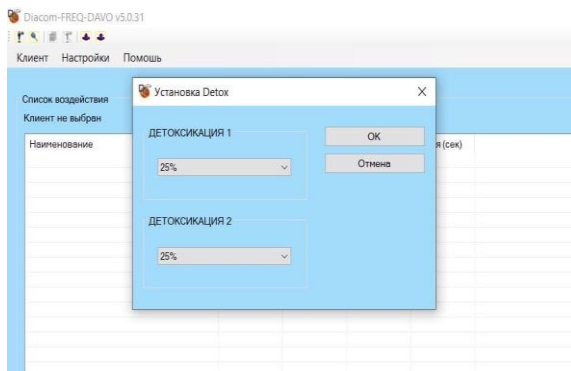 Diacom-FREQ-DAVO v5.0.31
Клиент Настройки Помошь
Установка Detox
Список воздействия
Клиент не выбран
Наименование
я (сек)
ДЕТОКСИКАЦИЯ 1
25%
OK
Отмена
ДЕТОКСИКАЦИЯ 2
25%